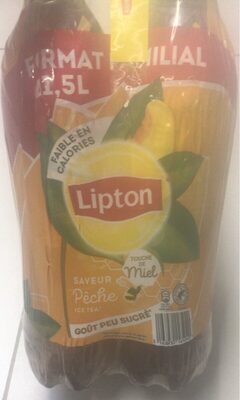 FORMAT FAMILIAL
1,5L
FAIBLE EN
CALORIES
Lipton
TOUCHE DE
Miel
SAVEUR
Pêche
ICE TEA
GOÛT PEU SUCRÉ